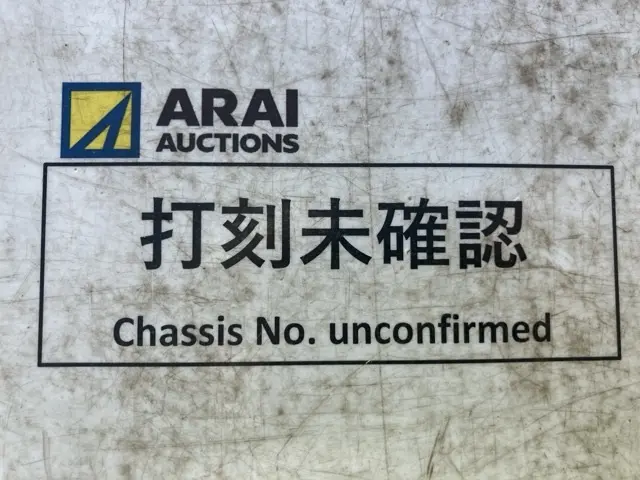 ARAI
AUCTIONS
打刻未確認
Chassis No. unconfirmed